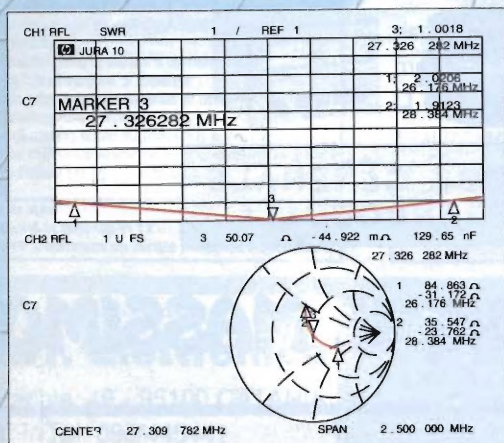 CH1 RFL SWR 1 / REF 1 3; 1.0018
hp JURA 10 27.326 282 MHz
1; 2.0206
26.176 MHz
C7 MARKER 3 2; 1.9123
27.326282 MHz 28.384 MHz
3
1 2
CH2 RFL 1 U FS 3 50.07 Ω -44.922 mΩ 129.65 nF
27.326 282 MHz
C7 1 84.863 Ω
-31.172 Ω
26.176 MHz
2 35.547 Ω
-23.762 Ω
28.384 MHz
1
CENTER 27.309 782 MHz SPAN 2.500 000 MHz